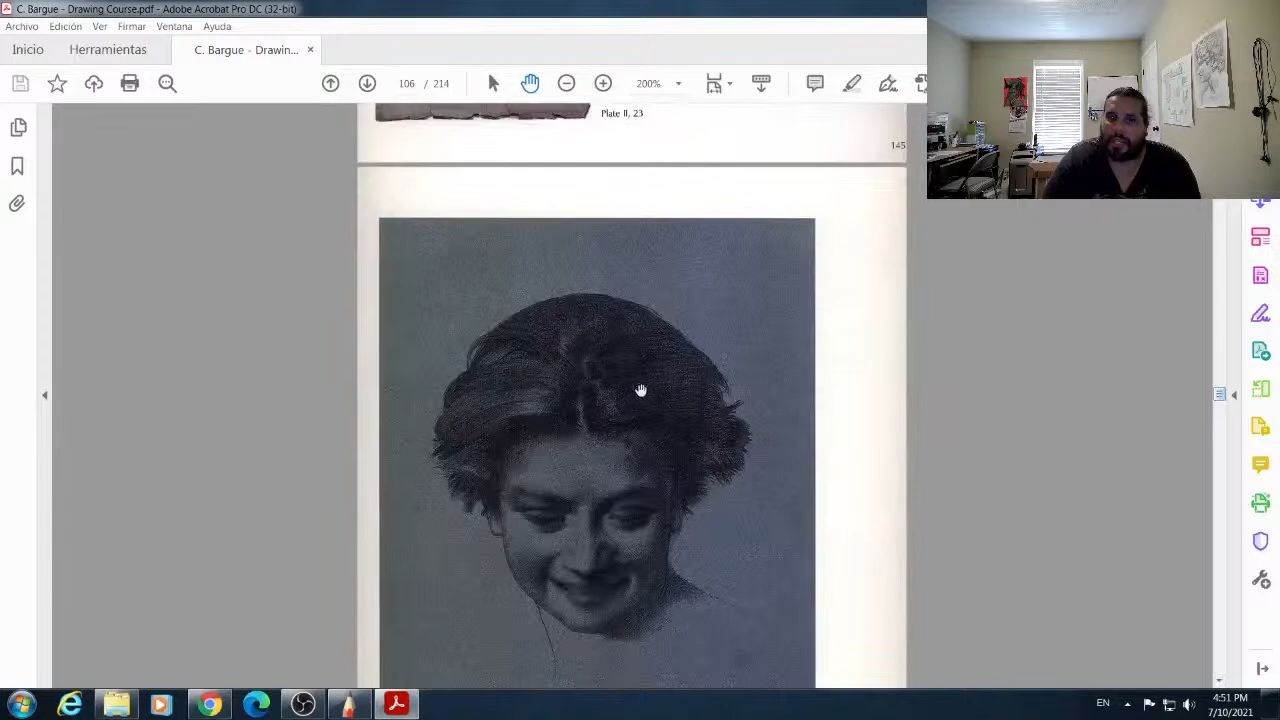 C. Bargue - Drawing Course.pdf - Adobe Acrobat Pro DC (32-bit)
Archivo Edición Ver Firmar Ventana Ayuda
Inicio Herramientas C. Bargue - Drawin... ×
106 / 214 200%
Plate II, 23
145
EN 4:51 PM
7/10/2021